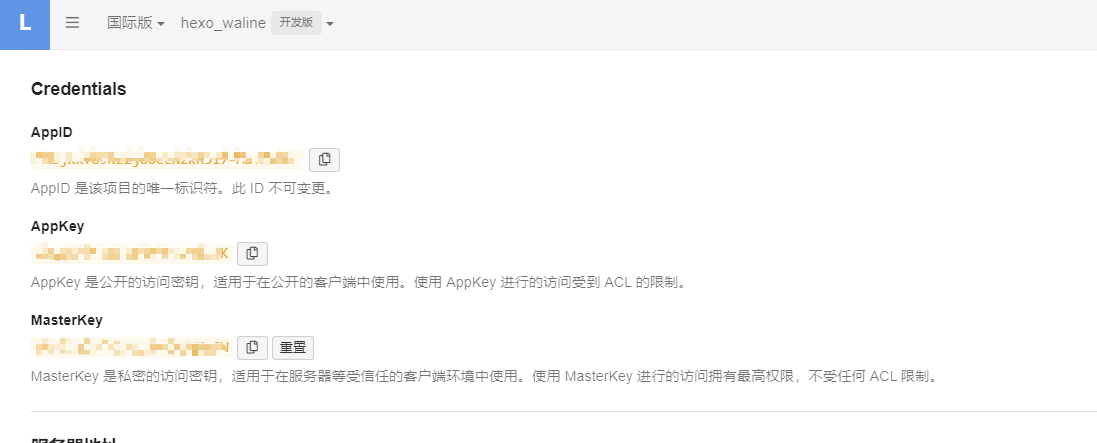 L 国际版 hexo_waline 开发版
Credentials
AppID
AppID 是该项目的唯一标识符。此 ID 不可变更。
AppKey
K
AppKey 是公开的访问密钥，适用于在公开的客户端中使用。使用 AppKey 进行的访问受到 ACL 的限制。
MasterKey
重置
MasterKey 是私密的访问密钥，适用于在服务器等受信任的客户端环境中使用。使用 MasterKey 进行的访问拥有最高权限，不受任何 ACL 限制。
服务器地址